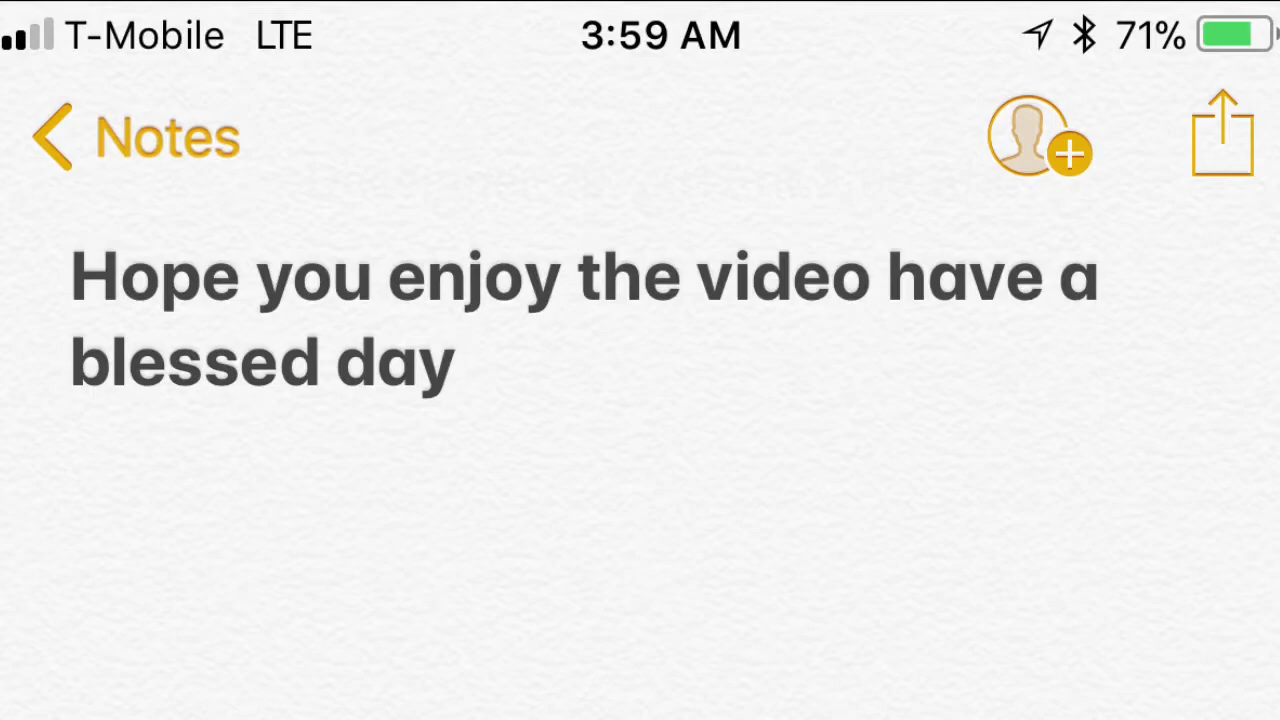 T-Mobile LTE 3:59 AM 71%
Notes
Hope you enjoy the video have a
blessed day